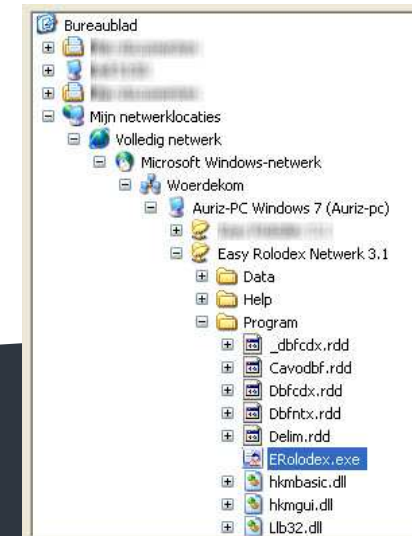 Bureaublad
Mijn netwerklocaties
Volledig netwerk
Microsoft Windows-netwerk
Woerdekom
Auriz-PC Windows 7 (Auriz-pc)
Easy Rolodex Netwerk 3.1
Data
Help
Program
_dbfcdx.rdd
Cavodbf.rdd
Dbfcdx.rdd
Dbfntx.rdd
Delim.rdd
ERolodex.exe
hkmbasic.dll
hkmgui.dll
Llb32.dll